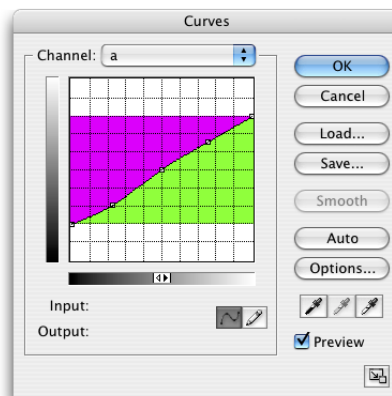 Curves
Channel: a
OK
Cancel
Load...
Save...
Smooth
Auto
Options...
Input:
Output:
Preview